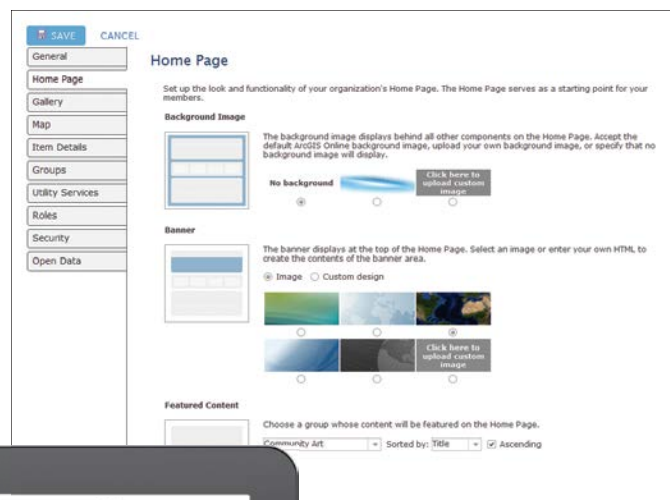 SAVE CANCEL
General
Home Page
Gallery
Map
Item Details
Groups
Utility Services
Roles
Security
Open Data
Home Page
Set up the look and functionality of your organization's Home Page. The Home Page serves as a starting point for your
members.
Background Image
The background image displays behind all other components on the Home Page. Accept the
default ArcGIS Online background image, upload your own background image, or specify that no
background image will display.
No background
Click here to
upload custom
image
Banner
The banner displays at the top of the Home Page. Select an image or enter your own HTML to
create the contents of the banner area.
Image Custom design
Click here to
upload custom
image
Featured Content
Choose a group whose content will be featured on the Home Page.
Community Art Sorted by: Title Ascending